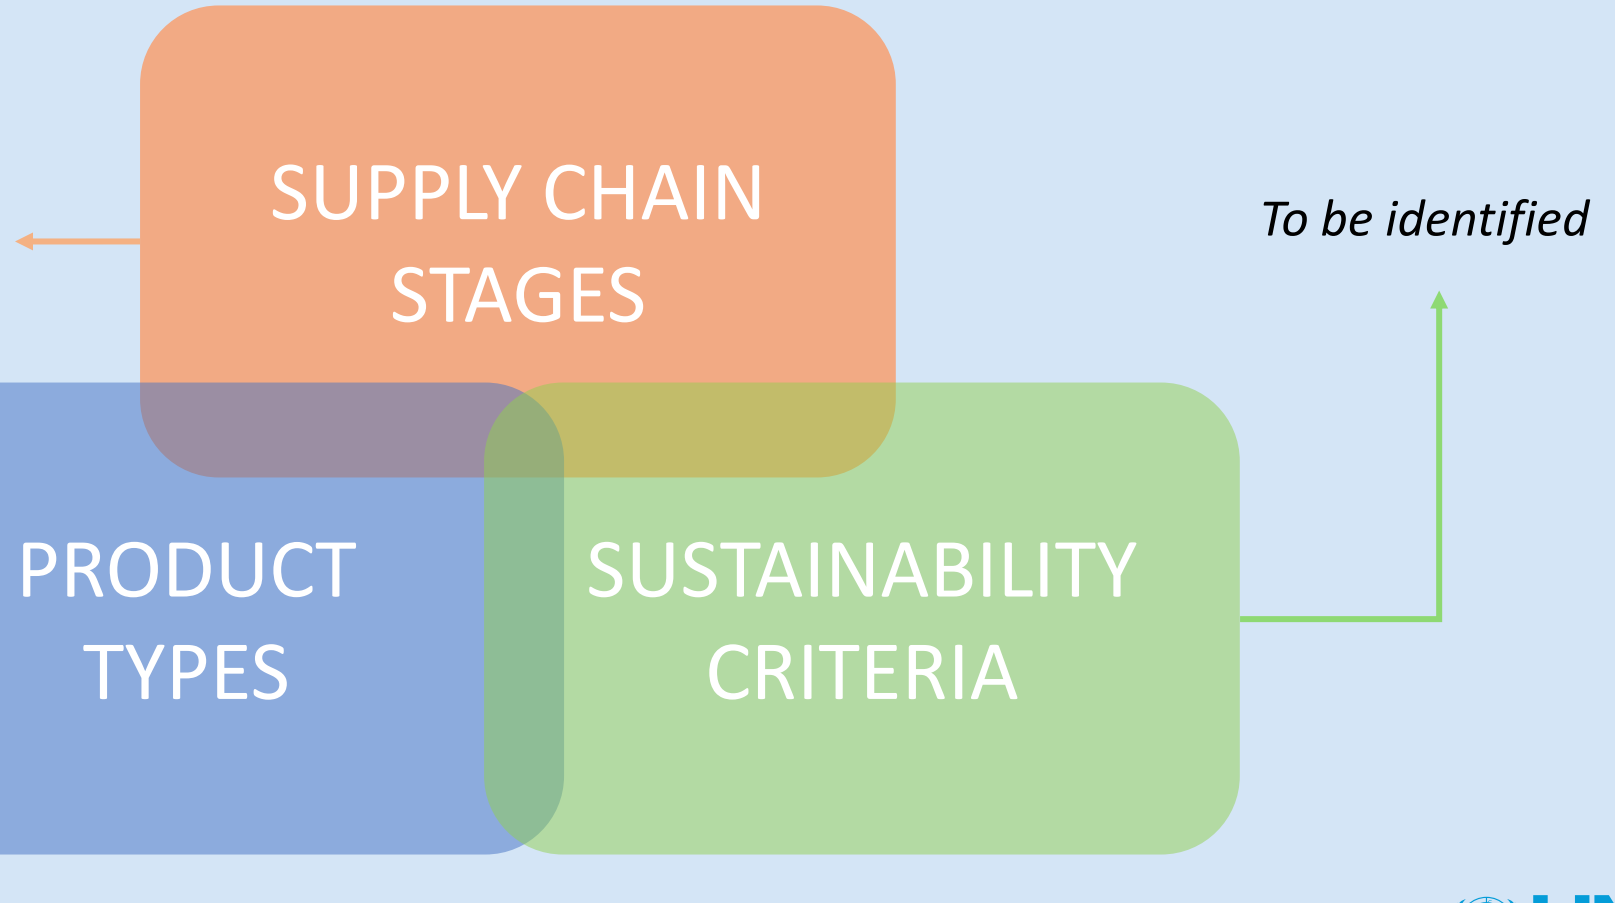 SUPPLY CHAIN
STAGES
To be identified
PRODUCT
TYPES
SUSTAINABILITY
CRITERIA